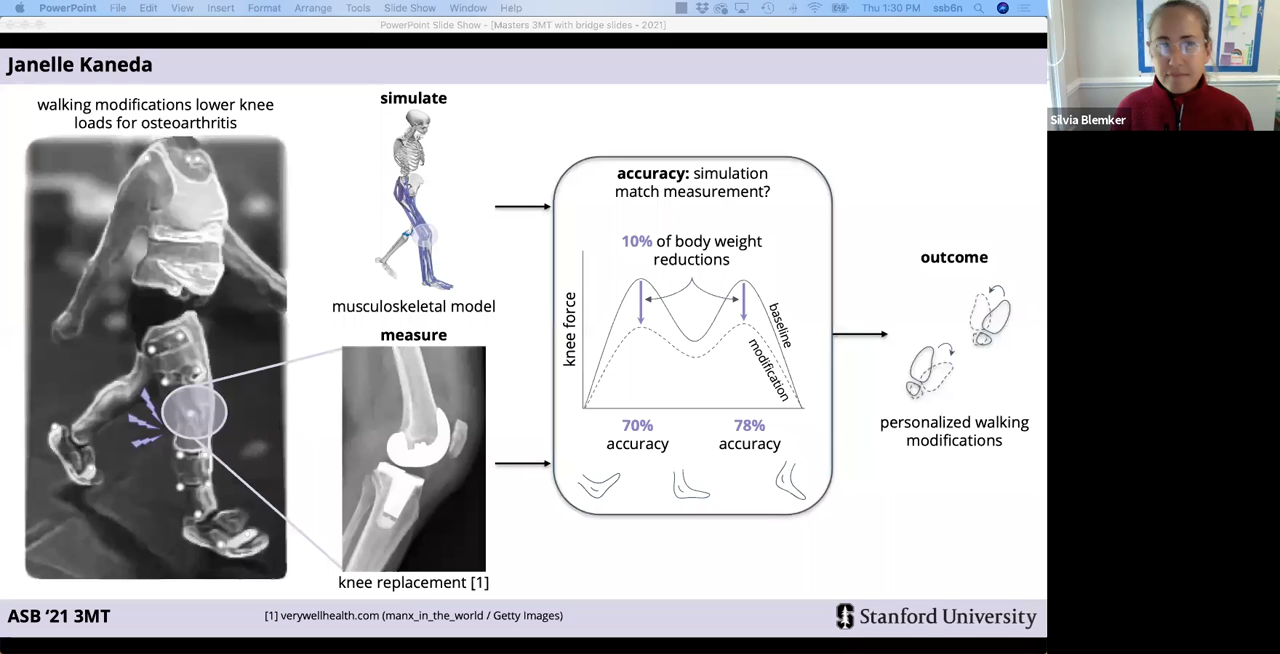 PowerPoint File Edit View Insert Format Arrange Tools Slide Show Window Help
Thu 1:30 PM ssb6n
PowerPoint Slide Show - [Masters 3MT with bridge slides - 2021]
Janelle Kaneda
walking modifications lower knee
loads for osteoarthritis
simulate
musculoskeletal model
measure
knee replacement [1]
accuracy: simulation
match measurement?
10% of body weight
reductions
knee force
baseline
modification
70%
accuracy
78%
accuracy
outcome
personalized walking
modifications
ASB ‘21 3MT
[1] verywellhealth.com (manx_in_the_world / Getty Images)
Stanford University
Silvia Blemker